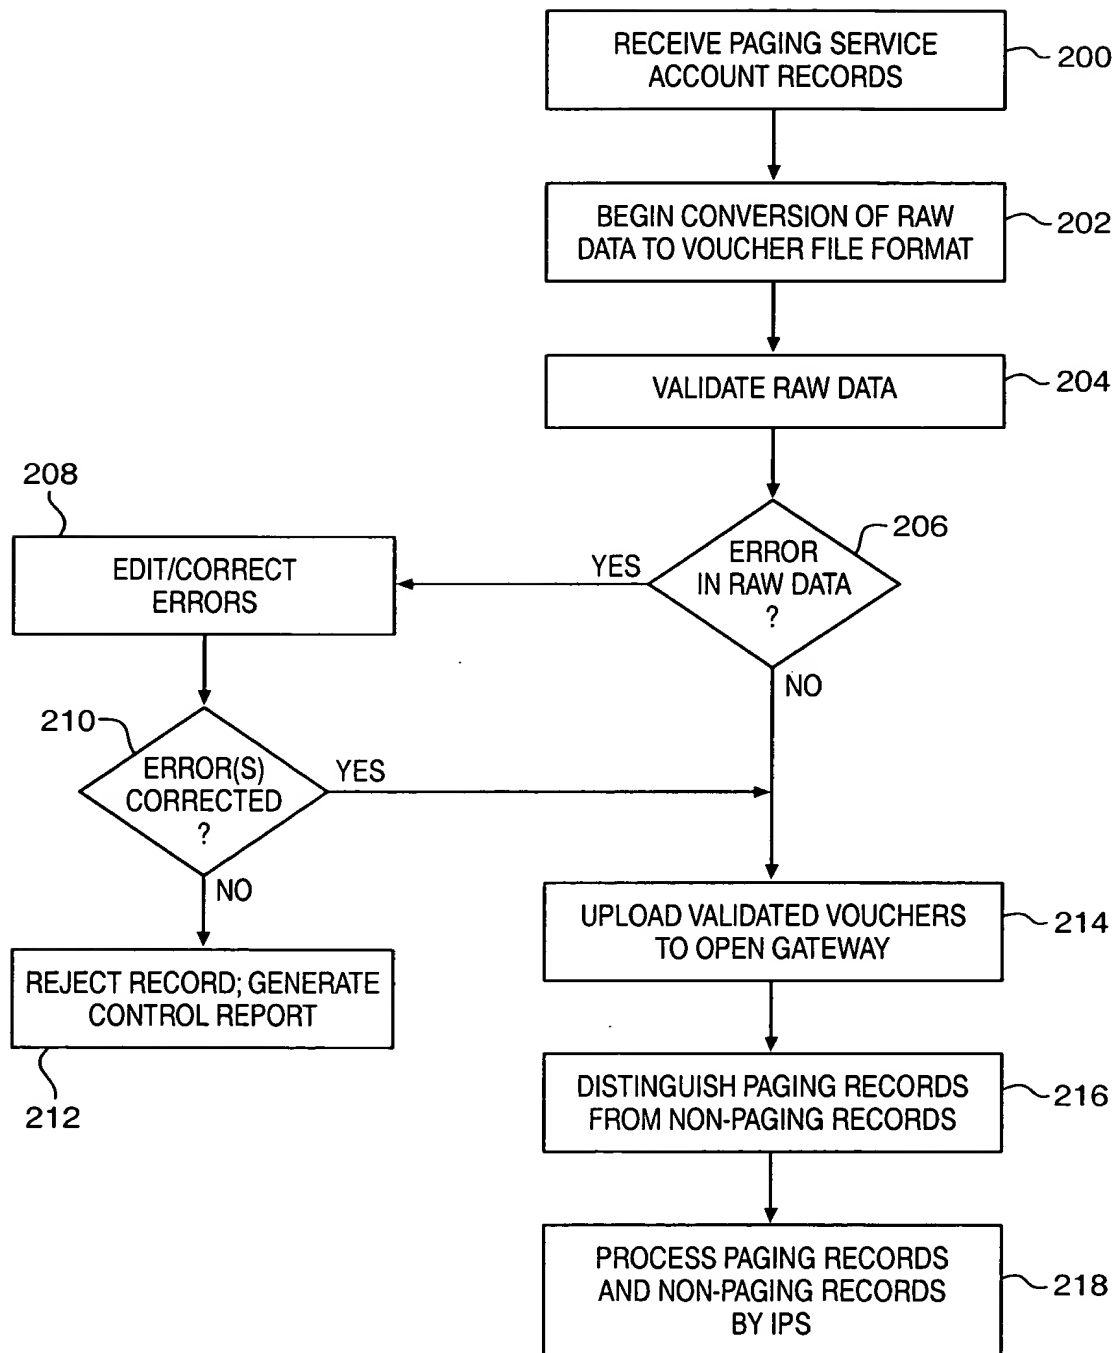 RECEIVE PAGING SERVICE
ACCOUNT RECORDS
200
BEGIN CONVERSION OF RAW
DATA TO VOUCHER FILE FORMAT
202
VALIDATE RAW DATA
204
ERROR
IN RAW DATA
?
206
YES
NO
208
EDIT/CORRECT
ERRORS
210
ERROR(S)
CORRECTED
?
YES
NO
REJECT RECORD; GENERATE
CONTROL REPORT
212
UPLOAD VALIDATED VOUCHERS
TO OPEN GATEWAY
214
DISTINGUISH PAGING RECORDS
FROM NON-PAGING RECORDS
216
PROCESS PAGING RECORDS
AND NON-PAGING RECORDS
BY IPS
218